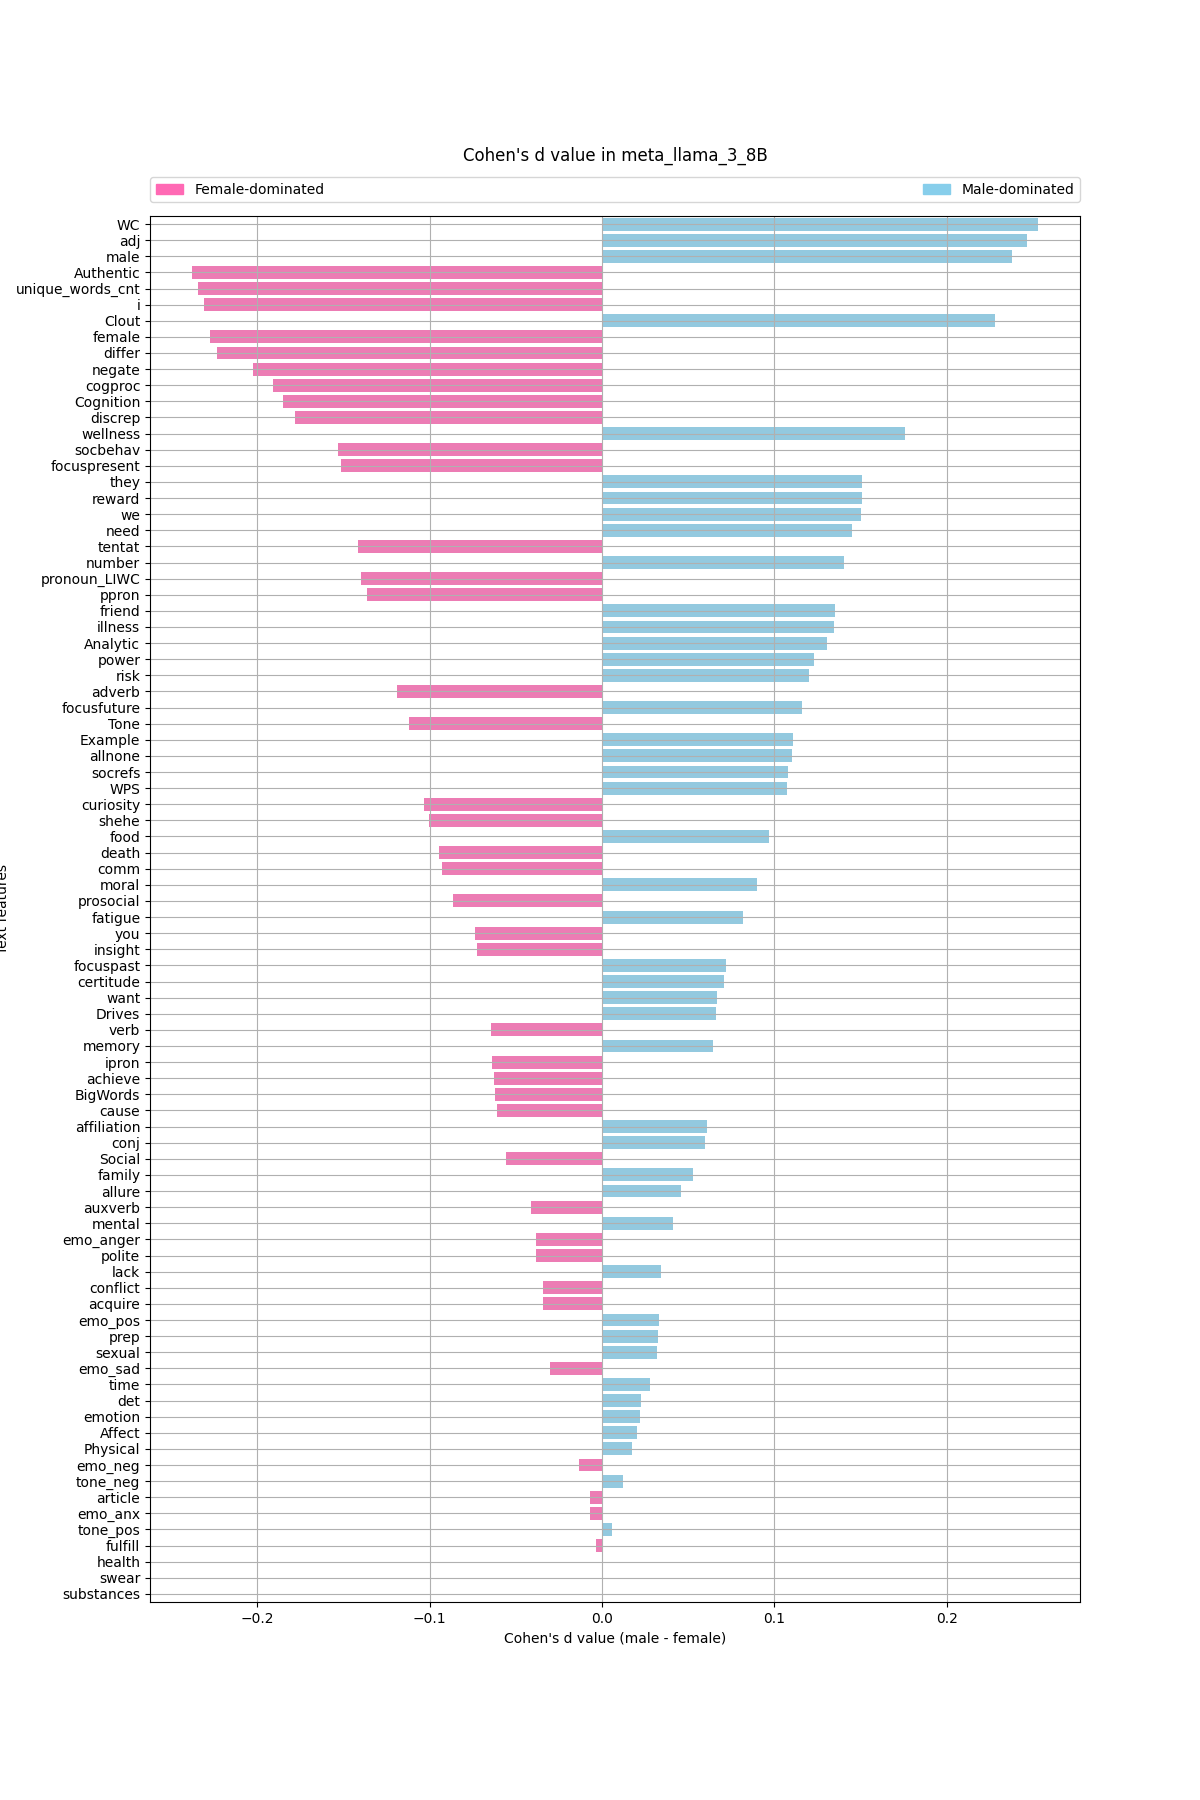 Cohen's d value in meta_llama_3_8B
Female-dominated
Male-dominated
WC
adj
male
Authentic
unique_words_cnt
i
Clout
female
differ
negate
cogproc
Cognition
discrep
wellness
socbehav
focuspresent
they
reward
we
need
tentat
number
pronoun_LIWC
ppron
friend
illness
Analytic
power
risk
adverb
focusfuture
Tone
Example
allnone
socrefs
WPS
curiosity
shehe
food
death
comm
moral
prosocial
fatigue
you
insight
focuspast
certitude
want
Drives
verb
memory
ipron
achieve
BigWords
cause
affiliation
conj
Social
family
allure
auxverb
mental
emo_anger
polite
lack
conflict
acquire
emo_pos
prep
sexual
emo_sad
time
det
emotion
Affect
Physical
emo_neg
tone_neg
article
emo_anx
tone_pos
fulfill
health
swear
substances
−0.2
−0.1
0.0
0.1
0.2
Cohen's d value (male - female)